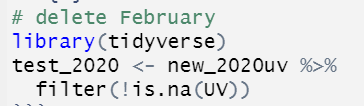 # delete February
library(tidyverse)
test_2020 <- new_2020uv %>%
  filter(!is.na(UV))